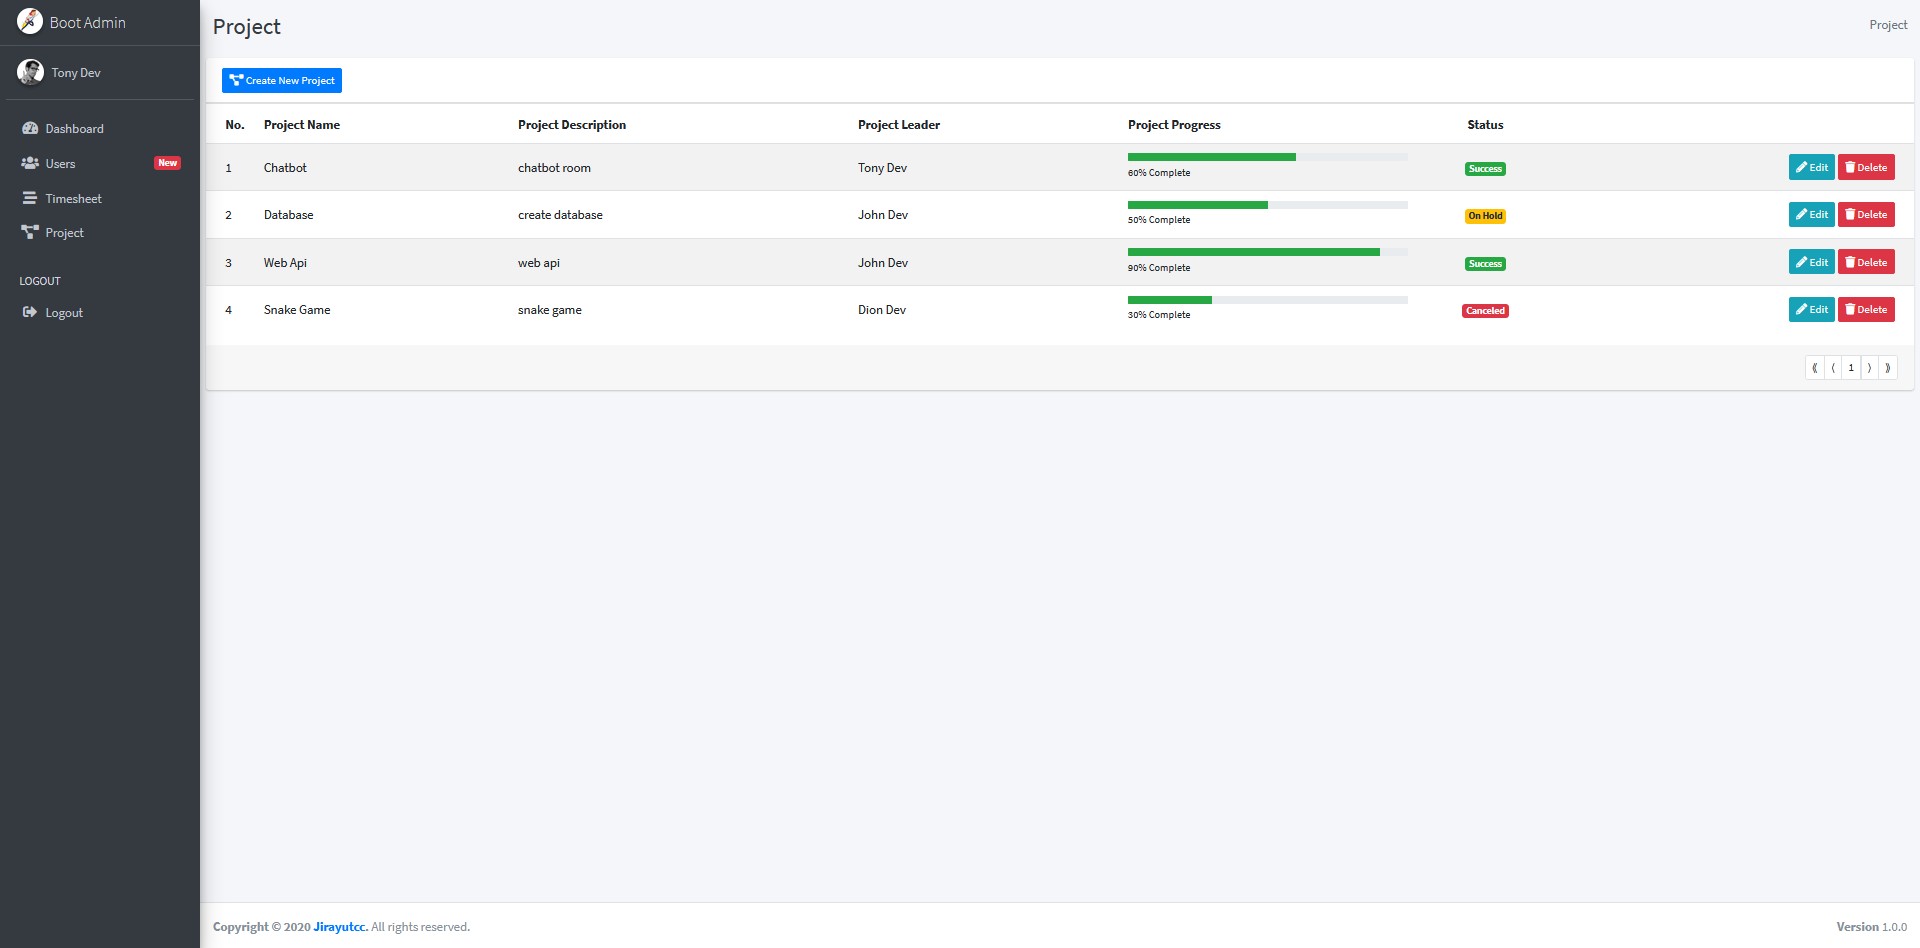 Boot Admin
Tony Dev
Dashboard
Users New
Timesheet
Project
LOGOUT
Logout
Project
Project
Create New Project
No. Project Name Project Description Project Leader Project Progress Status
1 Chatbot chatbot room Tony Dev 60% Complete Success Edit Delete
2 Database create database John Dev 50% Complete On Hold Edit Delete
3 Web Api web api John Dev 90% Complete Success Edit Delete
4 Snake Game snake game Dion Dev 30% Complete Canceled Edit Delete
⟪ ⟨ 1 ⟩ ⟫
Copyright © 2020 Jirayutcc. All rights reserved.
Version 1.0.0